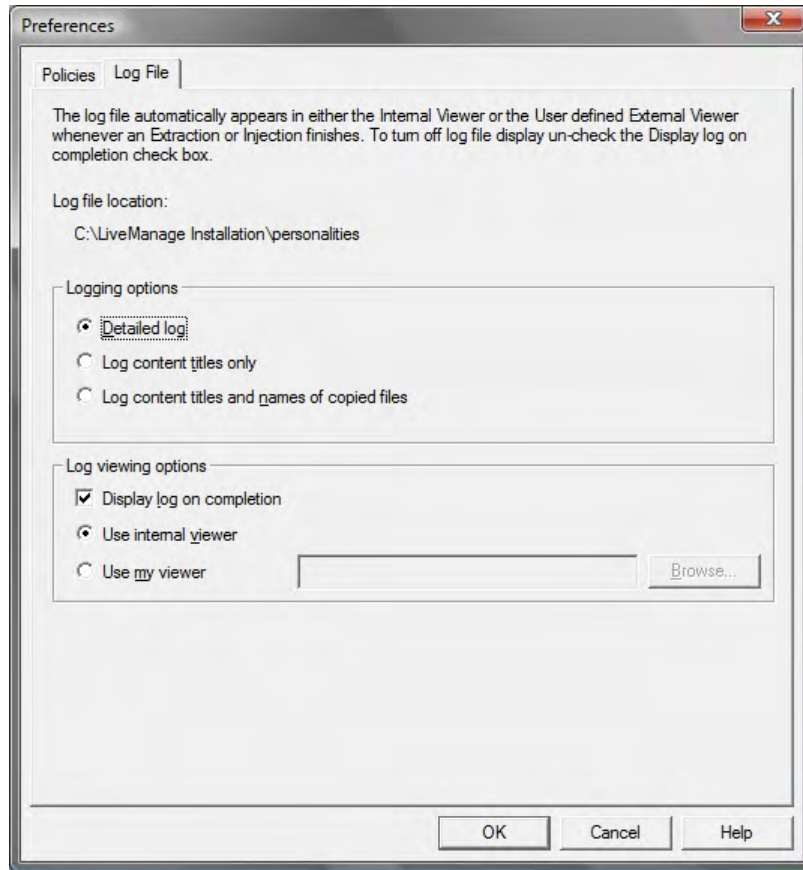 Preferences
X
Policies
Log File
The log file automatically appears in either the Internal Viewer or the User defined External Viewer
whenever an Extraction or Injection finishes. To turn off log file display un-check the Display log on
completion check box.
Log file location:
C:\LiveManage Installation\personalities
Logging options
Detailed log
Log content titles only
Log content titles and names of copied files
Log viewing options
Display log on completion
Use internal viewer
Use my viewer
Browse...
OK
Cancel
Help